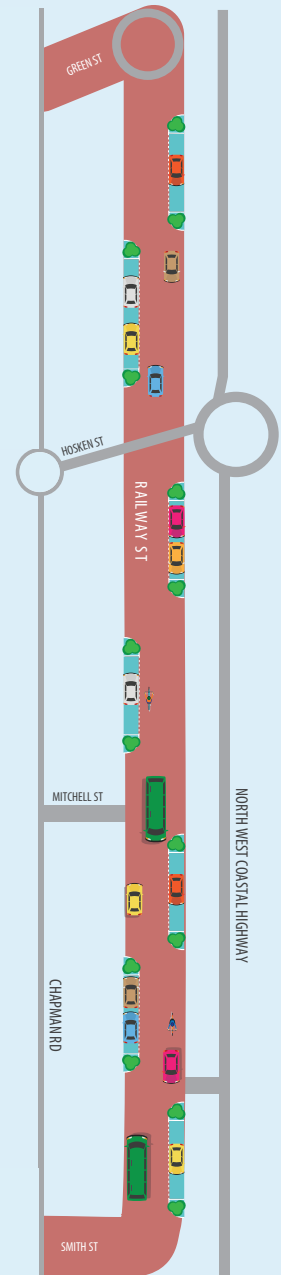 GREEN ST
HOSKEN ST
RAILWAY ST
MITCHELL ST
NORTH WEST COASTAL HIGHWAY
CHAPMAN RD
SMITH ST